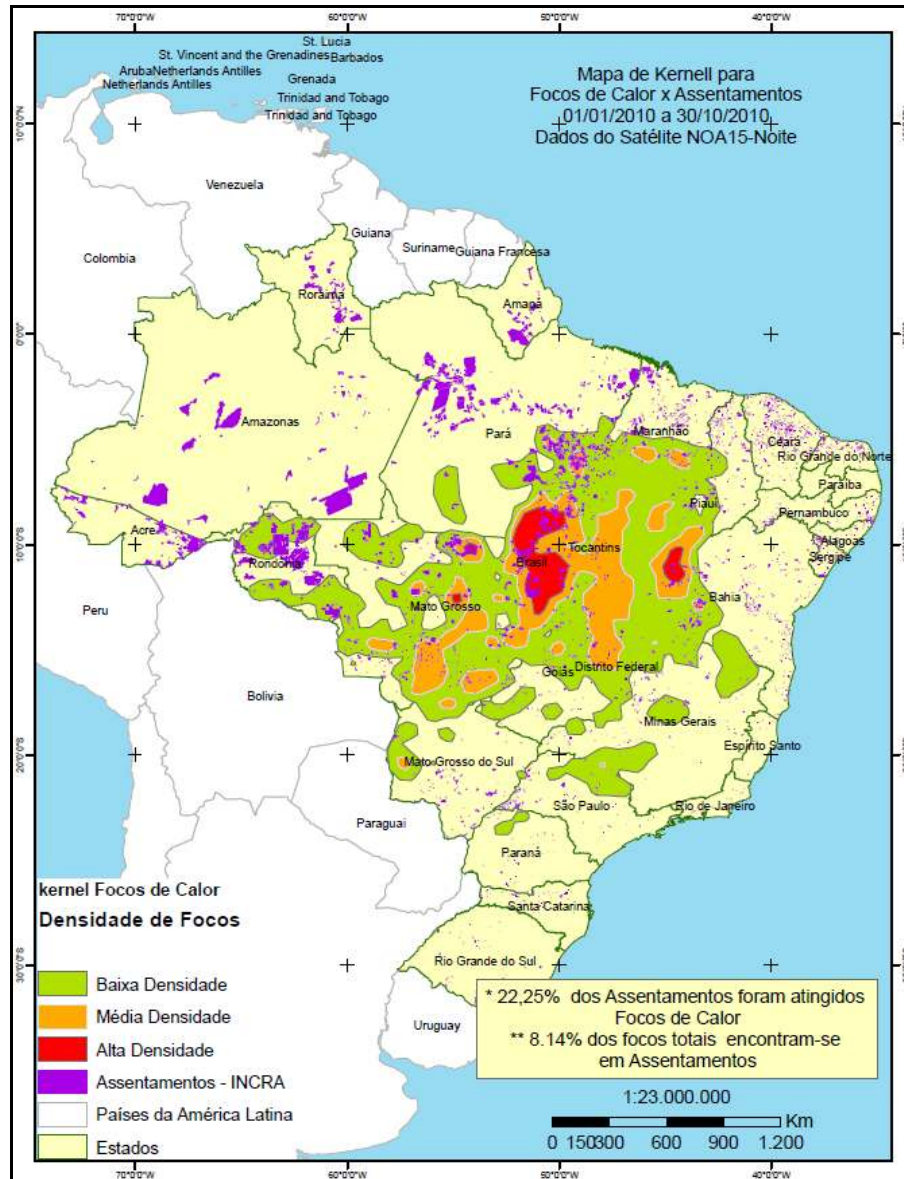 70°0'0"W 60°0'0"W 50°0'0"W 40°0'0"W
St. Lucia
St. Vincent and the Grenadines
Barbados
Aruba
Netherlands Antilles
Netherlands Antilles
Grenada
Trinidad and Tobago
Trinidad and Tobago
Mapa de Kernell para
Focos de Calor x Assentamentos
01/01/2010 a 30/10/2010
Dados do Satélite NOA15-Noite
10°0'0"N
0°0'0"
10°0'0"S
20°0'0"S
30°0'0"S
Venezuela
Guiana
Suriname
Guiana Francesa
Colombia
Roraima
Amapá
Amazonas
Pará
Maranhão
Ceará
Rio Grande do Norte
Paraíba
Piauí
Pernambuco
Acre
Alagoas
Sergipe
Rondonia
Brasil
Tocantins
Peru
Mato Grosso
Bahia
Bolivia
Goiás
Distrito Federal
Minas Gerais
Espirito Santo
Mato Grosso do Sul
São Paulo
Rio de Janeiro
Paraguai
Paraná
Santa Catarina
Rio Grande do Sul
Uruguay
kernel Focos de Calor
Densidade de Focos
Baixa Densidade
Média Densidade
Alta Densidade
Assentamentos - INCRA
Países da América Latina
Estados
* 22,25% dos Assentamentos foram atingidos
Focos de Calor
** 8.14% dos focos totais encontram-se
em Assentamentos
1:23.000.000
Km
0 150300 600 900 1.200
70°0'0"W 60°0'0"W 50°0'0"W 40°0'0"W